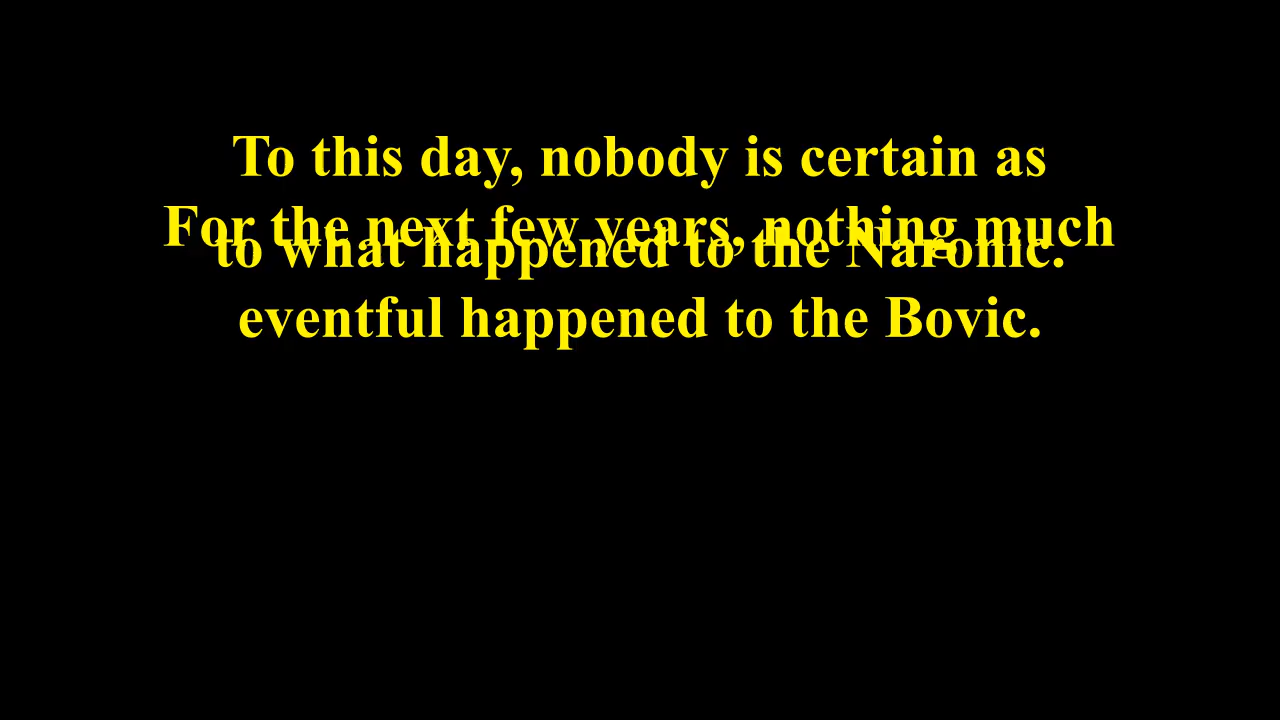 To this day, nobody is certain as
For the next few years, nothing much
to what happened to the Naronic.
eventful happened to the Bovic.